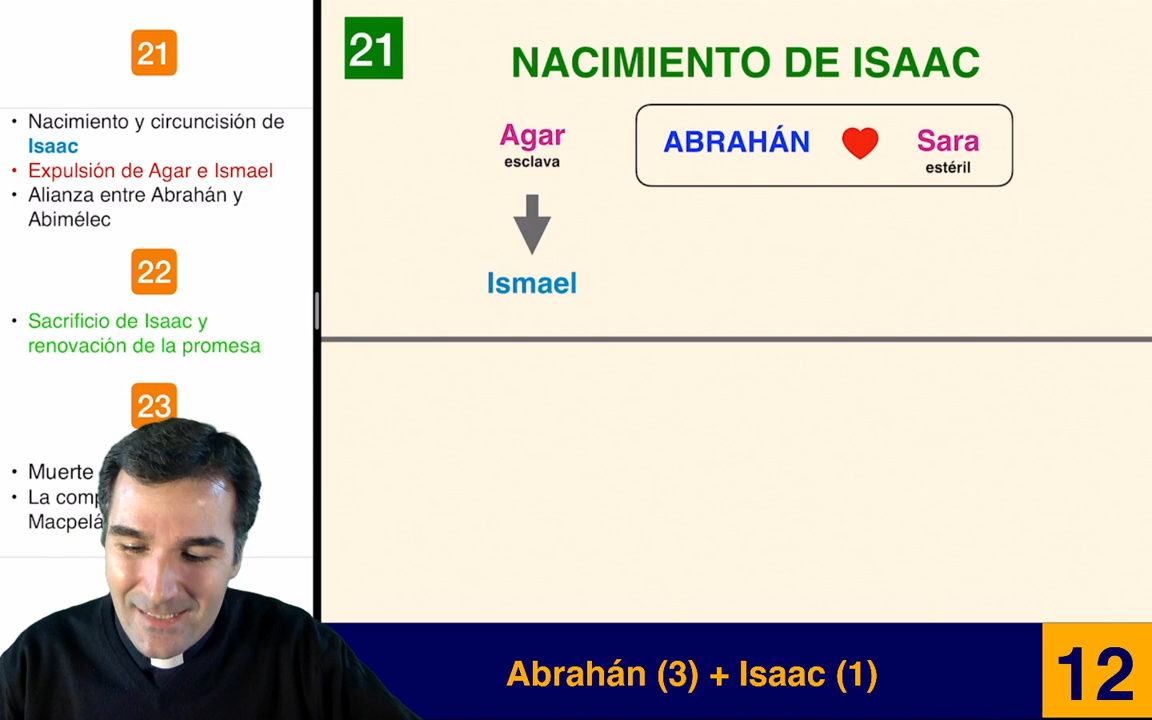 21
• Nacimiento y circuncisión de
Isaac
• Expulsión de Agar e Ismael
• Alianza entre Abrahán y
Abimélec
22
• Sacrificio de Isaac y
renovación de la promesa
23
• Muerte
• La comp
Macpelá
21
NACIMIENTO DE ISAAC
Agar
esclava
ABRAHÁN
Sara
estéril
Ismael
Abrahán (3) + Isaac (1)
12